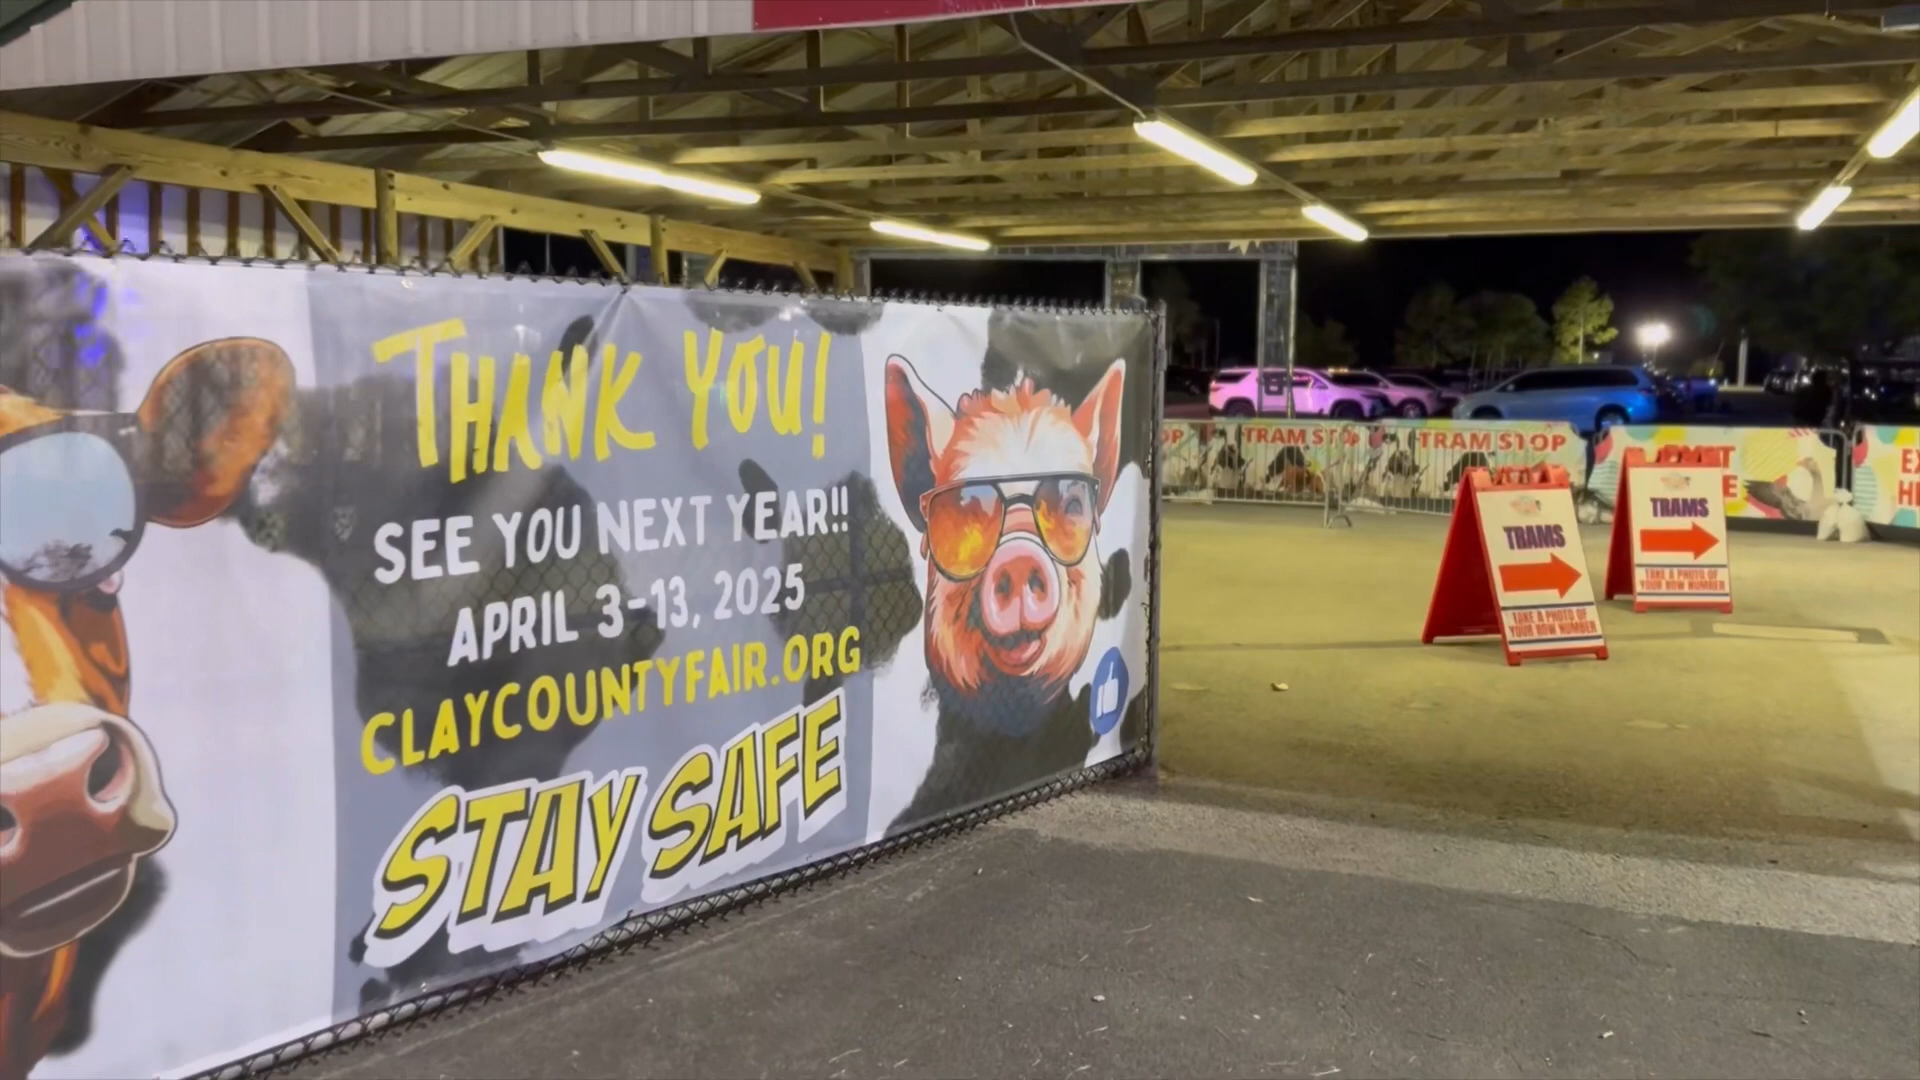 THANK YOU!
SEE YOU NEXT YEAR!!
APRIL 3-13, 2025
CLAYCOUNTYFAIR.ORG
STAY SAFE
TRAM STOP
TRAM STOP
TRAMS
TAKE A PHOTO OF
YOUR ROW NUMBER
TRAMS
TAKE A PHOTO OF
YOUR ROW NUMBER